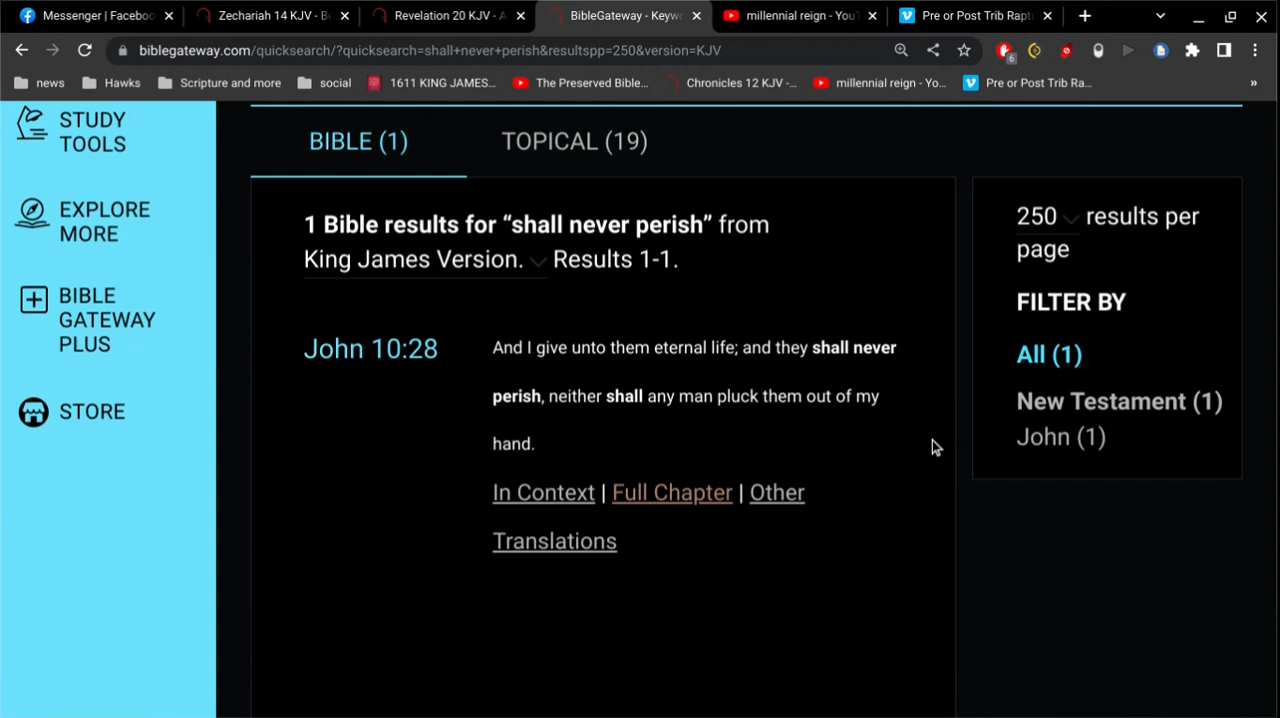 Messenger | Faceboo
Zechariah 14 KJV - B
Revelation 20 KJV - A
BibleGateway - Keywo
millennial reign - YouT
Pre or Post Trib Raptu
biblegateway.com/quicksearch/?quicksearch=shall+never+perish&resultspp=250&version=KJV
6
news
Hawks
Scripture and more
social
1611 KING JAMES...
The Preserved Bible...
Chronicles 12 KJV -...
millennial reign - Yo...
Pre or Post Trib Ra...
»
STUDY
TOOLS
EXPLORE
MORE
BIBLE
GATEWAY
PLUS
STORE
BIBLE (1)
TOPICAL (19)
1 Bible results for “shall never perish” from
King James Version. Results 1-1.
John 10:28
And I give unto them eternal life; and they shall never
perish, neither shall any man pluck them out of my
hand.
In Context | Full Chapter | Other
Translations
250 results per
page
FILTER BY
All (1)
New Testament (1)
John (1)